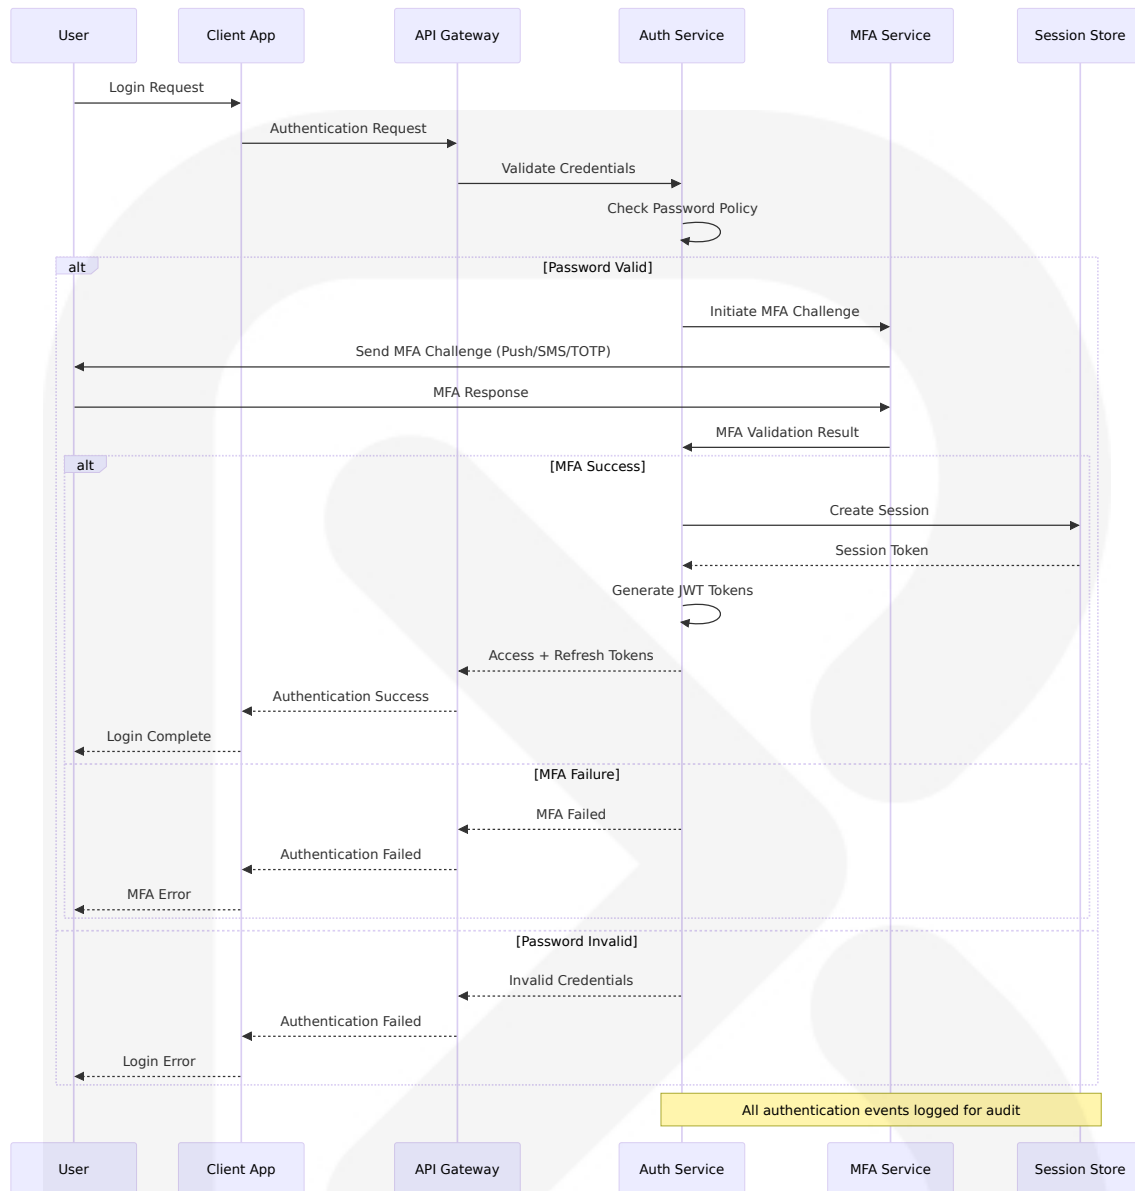 User
Client App
API Gateway
Auth Service
MFA Service
Session Store
Login Request
Authentication Request
Validate Credentials
Check Password Policy
alt
[Password Valid]
Initiate MFA Challenge
Send MFA Challenge (Push/SMS/TOTP)
MFA Response
MFA Validation Result
alt
[MFA Success]
Create Session
Session Token
Generate JWT Tokens
Access + Refresh Tokens
Authentication Success
Login Complete
[MFA Failure]
MFA Failed
Authentication Failed
MFA Error
[Password Invalid]
Invalid Credentials
Authentication Failed
Login Error
All authentication events logged for audit
User
Client App
API Gateway
Auth Service
MFA Service
Session Store